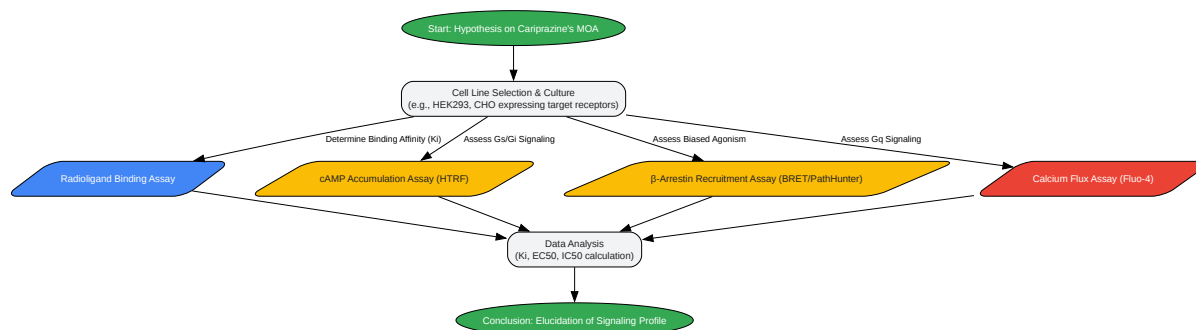 Start: Hypothesis on Cariprazine's MOA
Cell Line Selection & Culture
(e.g., HEK293, CHO expressing target receptors)
Determine Binding Affinity (Ki)
Assess Gs/Gi Signaling
Assess Biased Agonism
Assess Gq Signaling
Radioligand Binding Assay
cAMP Accumulation Assay (HTRF)
β-Arrestin Recruitment Assay (BRET/PathHunter)
Calcium Flux Assay (Fluo-4)
Data Analysis
(Ki, EC50, IC50 calculation)
Conclusion: Elucidation of Signaling Profile